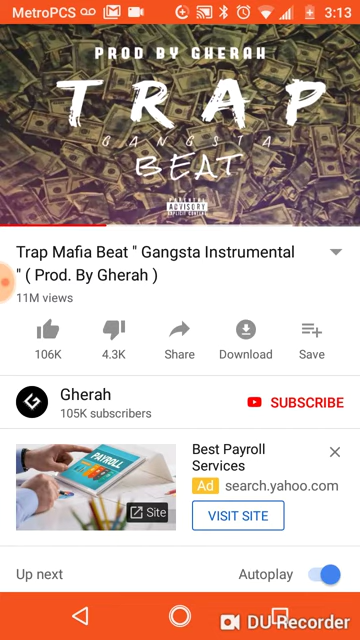 MetroPCS 3:13
PROD BY GHERAH
TRAP
GANGSTA
BEAT
PARENTAL
ADVISORY
EXPLICIT CONTENT
Trap Mafia Beat " Gangsta Instrumental
" ( Prod. By Gherah )
11M views
106K 4.3K Share Download Save
Gherah
105K subscribers
SUBSCRIBE
Best Payroll
Services
Ad search.yahoo.com
VISIT SITE
PAYROLL
Site
Up next Autoplay
DU Recorder